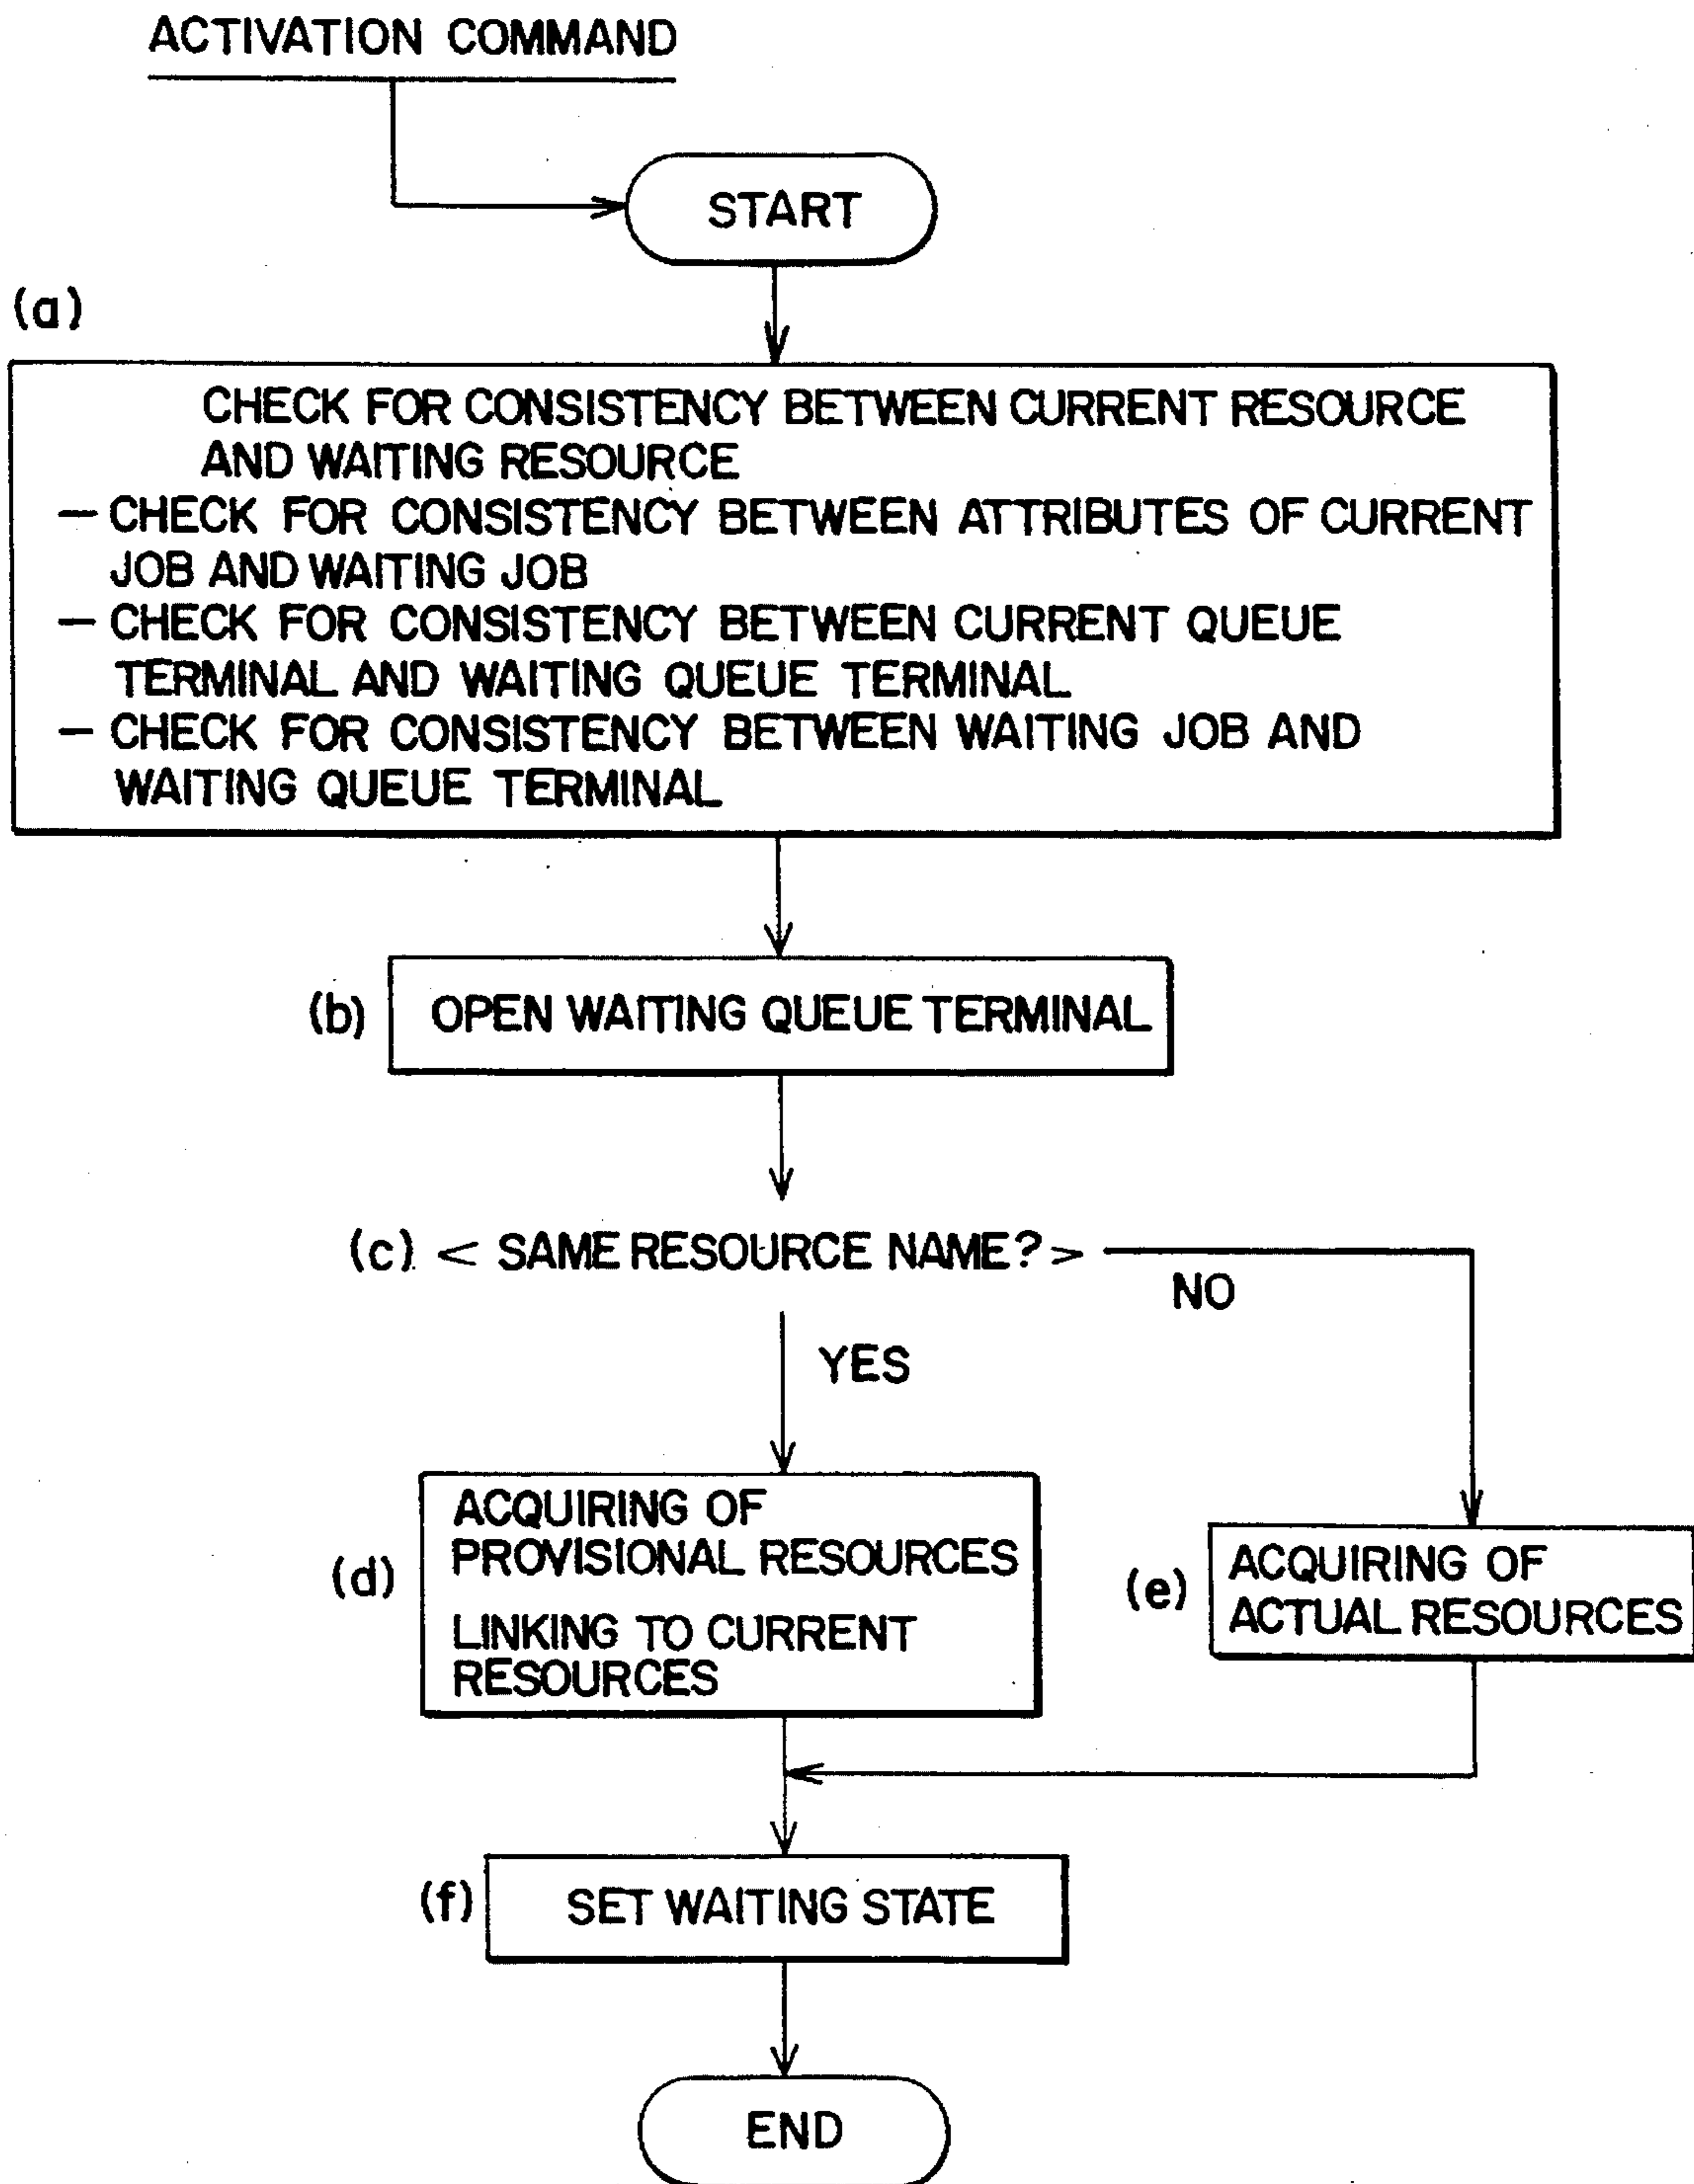 ACTIVATION COMMAND
START
(a)
CHECK FOR CONSISTENCY BETWEEN CURRENT RESOURCE
AND WAITING RESOURCE
— CHECK FOR CONSISTENCY BETWEEN ATTRIBUTES OF CURRENT
JOB AND WAITING JOB
— CHECK FOR CONSISTENCY BETWEEN CURRENT QUEUE
TERMINAL AND WAITING QUEUE TERMINAL
— CHECK FOR CONSISTENCY BETWEEN WAITING JOB AND
WAITING QUEUE TERMINAL
(b) OPEN WAITING QUEUE TERMINAL
(c) < SAME RESOURCE NAME? >
NO
YES
(d)
ACQUIRING OF
PROVISIONAL RESOURCES
LINKING TO CURRENT
RESOURCES
(e)
ACQUIRING OF
ACTUAL RESOURCES
(f) SET WAITING STATE
END